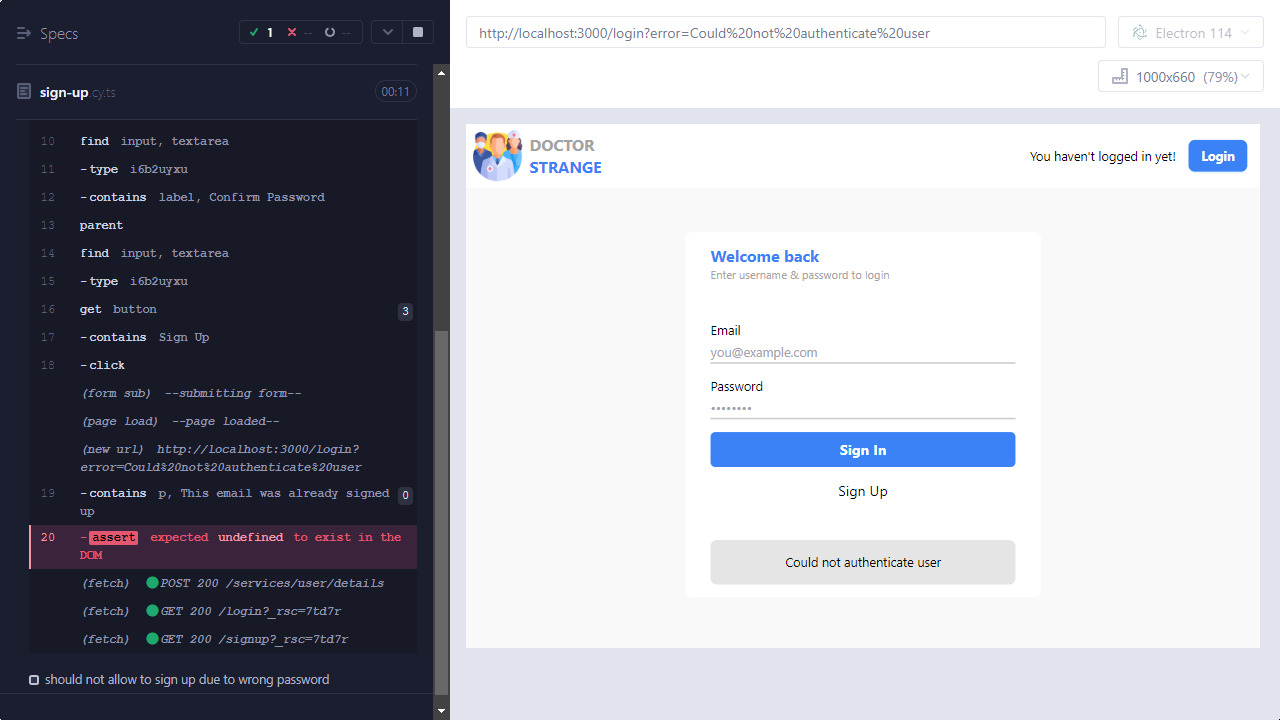 Specs
1
--
--
sign-up.cy.ts
00:11
10 find input, textarea
11 -type i6b2uyxu
12 -contains label, Confirm Password
13 parent
14 find input, textarea
15 -type i6b2uyxu
16 get button 3
17 -contains Sign Up
18 -click
(form sub) --submitting form--
(page load) --page loaded--
(new url) http://localhost:3000/login?
error=Could%20not%20authenticate%20user
19 -contains p, This email was already signed 0
up
20 -assert expected undefined to exist in the
DOM
(fetch) POST 200 /services/user/details
(fetch) GET 200 /login?_rsc=7td7r
(fetch) GET 200 /signup?_rsc=7td7r
should not allow to sign up due to wrong password
http://localhost:3000/login?error=Could%20not%20authenticate%20user
Electron 114
1000x660 (79%)
DOCTOR
STRANGE
You haven't logged in yet!
Login
Welcome back
Enter username & password to login
Email
you@example.com
Password
••••••••
Sign In
Sign Up
Could not authenticate user